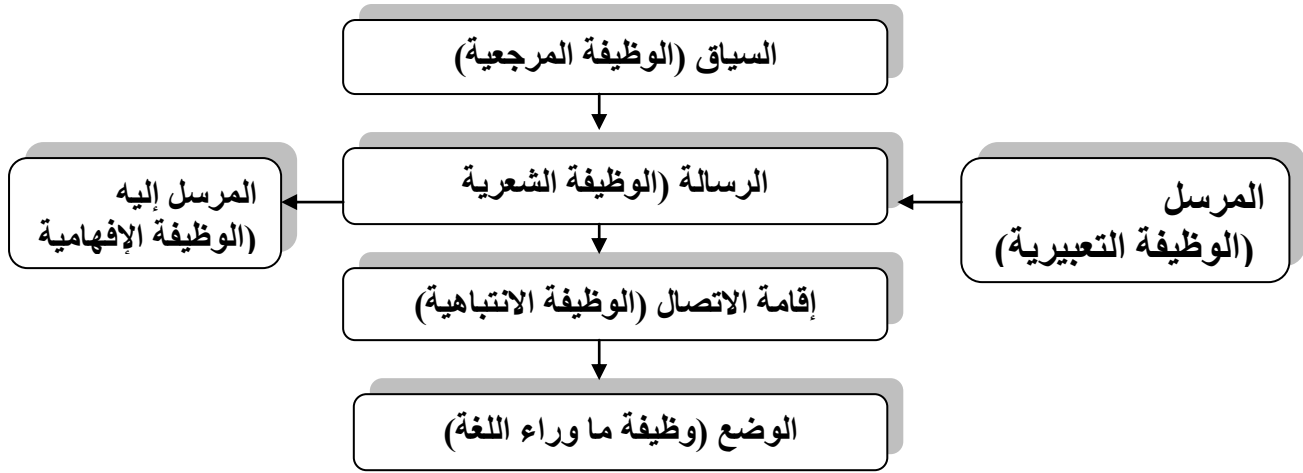 السياق (الوظيفة المرجعية)
المرسل
(الوظيفة التعبيرية)
الرسالة (الوظيفة الشعرية
المرسل إليه
(الوظيفة الإفهامية
إقامة الاتصال (الوظيفة الانتباهية)
الوضع (وظيفة ما وراء اللغة)